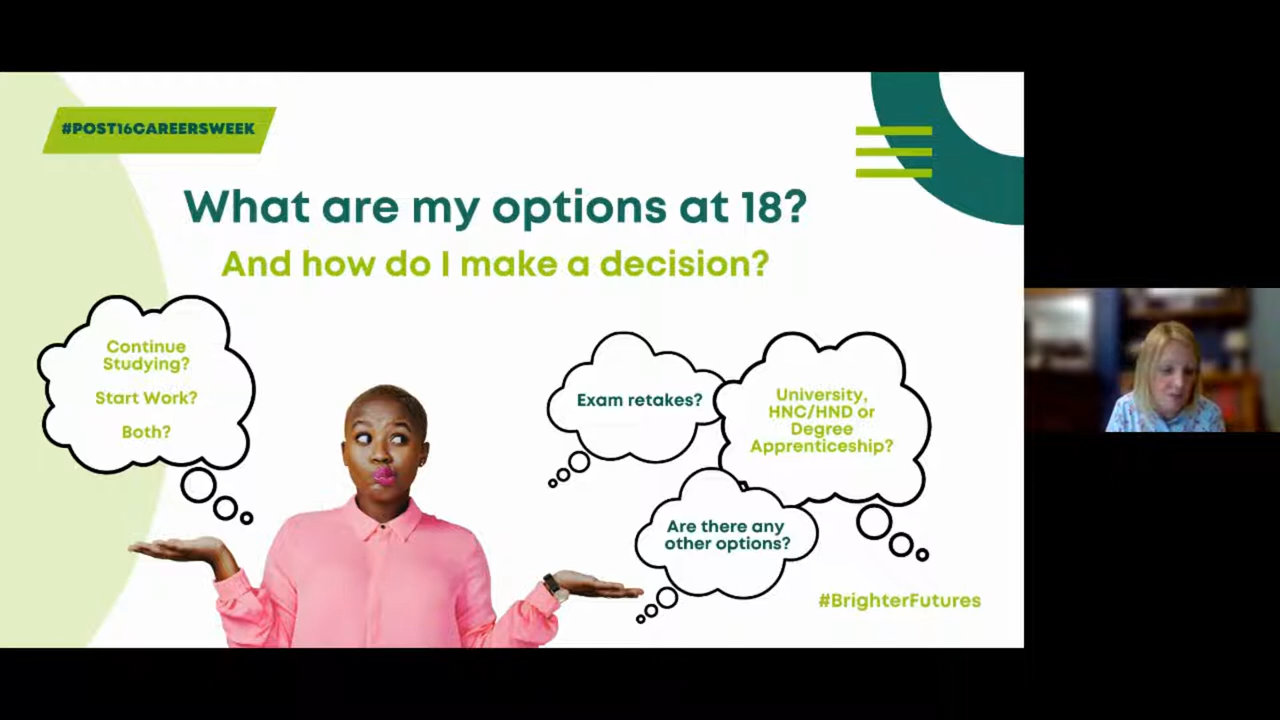 #POST16CAREERSWEEK
What are my options at 18?
And how do I make a decision?
Continue
Studying?
Start Work?
Both?
Exam retakes?
University,
HNC/HND or
Degree
Apprenticeship?
Are there any
other options?
#BrighterFutures